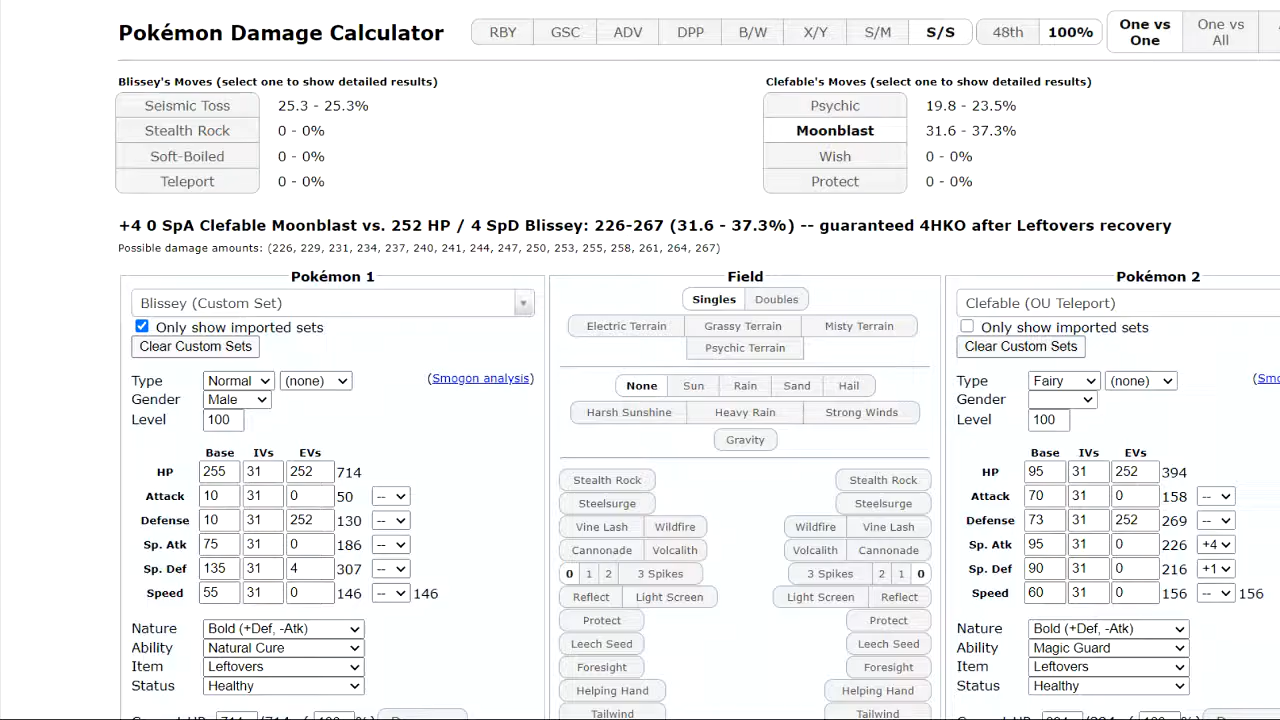 Pokémon Damage Calculator RBY GSC ADV DPP B/W X/Y S/M S/S 48th 100% One vs One One vs All
Blissey's Moves (select one to show detailed results) Clefable's Moves (select one to show detailed results)
Seismic Toss 25.3 - 25.3% Psychic 19.8 - 23.5%
Stealth Rock 0 - 0% Moonblast 31.6 - 37.3%
Soft-Boiled 0 - 0% Wish 0 - 0%
Teleport 0 - 0% Protect 0 - 0%
+4 0 SpA Clefable Moonblast vs. 252 HP / 4 SpD Blissey: 226-267 (31.6 - 37.3%) -- guaranteed 4HKO after Leftovers recovery
Possible damage amounts: (226, 229, 231, 234, 237, 240, 241, 244, 247, 250, 253, 255, 258, 261, 264, 267)
Pokémon 1
Blissey (Custom Set)
Only show imported sets
Clear Custom Sets
Type Normal (none) (Smogon analysis)
Gender Male
Level 100
Base IVs EVs
HP 255 31 252 714
Attack 10 31 0 50 --
Defense 10 31 252 130 --
Sp. Atk 75 31 0 186 --
Sp. Def 135 31 4 307 --
Speed 55 31 0 146 -- 146
Nature Bold (+Def, -Atk)
Ability Natural Cure
Item Leftovers
Status Healthy
Field
Singles Doubles
Electric Terrain Grassy Terrain Misty Terrain
Psychic Terrain
None Sun Rain Sand Hail
Harsh Sunshine Heavy Rain Strong Winds
Gravity
Stealth Rock Stealth Rock
Steelsurge Steelsurge
Vine Lash Wildfire Wildfire Vine Lash
Cannonade Volcalith Volcalith Cannonade
0 1 2 3 Spikes 3 Spikes 2 1 0
Reflect Light Screen Light Screen Reflect
Protect Protect
Leech Seed Leech Seed
Foresight Foresight
Helping Hand Helping Hand
Tailwind Tailwind
Pokémon 2
Clefable (OU Teleport)
Only show imported sets
Clear Custom Sets
Type Fairy (none) (Smo
Gender
Level 100
Base IVs EVs
HP 95 31 252 394
Attack 70 31 0 158 --
Defense 73 31 252 269 --
Sp. Atk 95 31 0 226 +4
Sp. Def 90 31 0 216 +1
Speed 60 31 0 156 -- 156
Nature Bold (+Def, -Atk)
Ability Magic Guard
Item Leftovers
Status Healthy